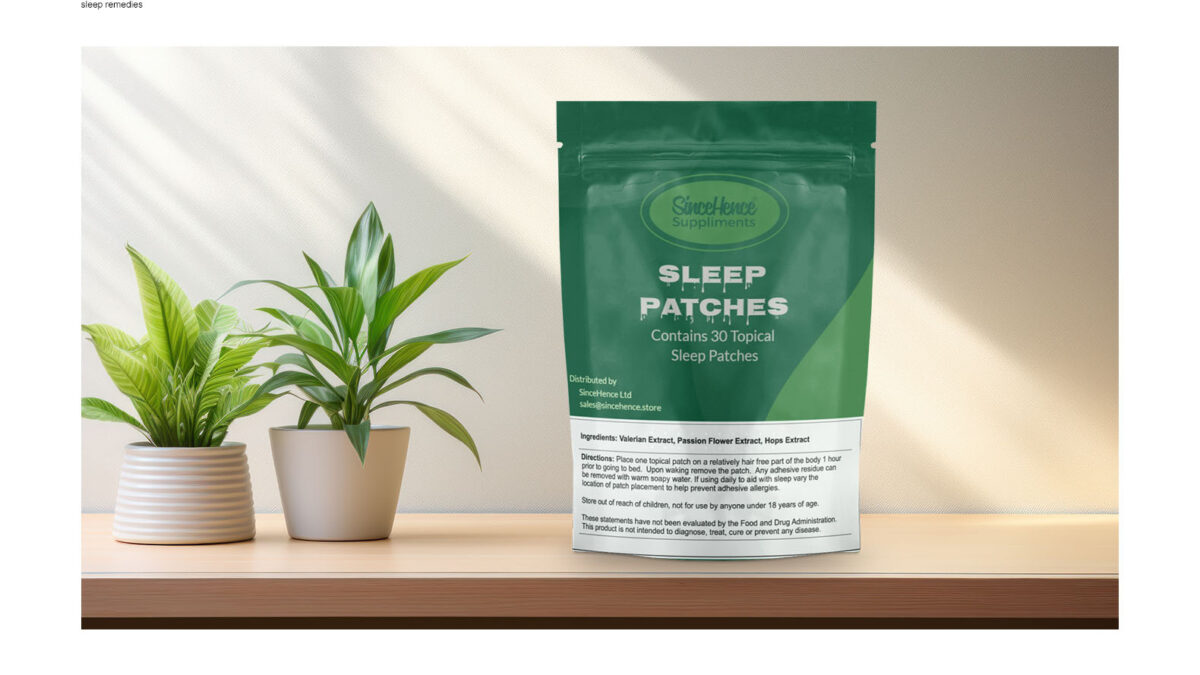 sleep remedies
SinceHence
Suppliments
SLEEP
PATCHES
Contains 30 Topical
Sleep Patches
Distributed by
SinceHence Ltd
sales@sincehence.store
Ingredients: Valerian Extract, Passion Flower Extract, Hops Extract
Directions: Place one topical patch on a relatively hair free part of the body 1 hour
prior to going to bed. Upon waking remove the patch. Any adhesive residue can
be removed with warm soapy water. If using daily to aid with sleep vary the
location of patch placement to help prevent adhesive allergies.
Store out of reach of children, not for use by anyone under 18 years of age.
These statements have not been evaluated by the Food and Drug Administration.
This product is not intended to diagnose, treat, cure or prevent any disease.